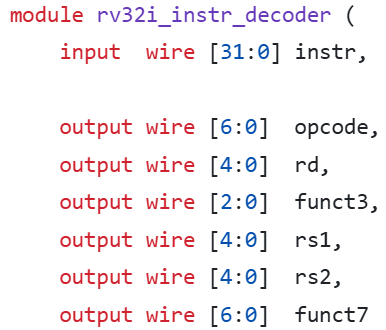 module rv32i_instr_decoder (
    input  wire [31:0] instr,

    output wire [6:0]  opcode,
    output wire [4:0]  rd,
    output wire [2:0]  funct3,
    output wire [4:0]  rs1,
    output wire [4:0]  rs2,
    output wire [6:0]  funct7